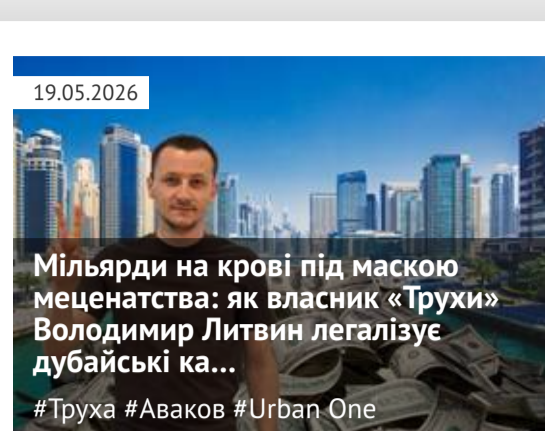 19.05.2026
Мільярди на крові під маскою
меценатства: як власник «Трухи»
Володимир Литвин легалізує
дубайські ка...
#Труха #Аваков #Urban One